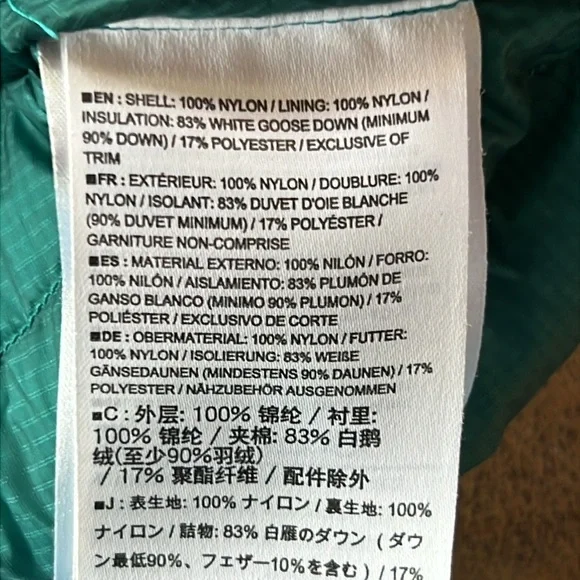 ■EN : SHELL: 100% NYLON / LINING: 100% NYLON /
INSULATION: 83% WHITE GOOSE DOWN (MINIMUM
90% DOWN) / 17% POLYESTER / EXCLUSIVE OF
TRIM
■FR : EXTÉRIEUR: 100% NYLON / DOUBLURE: 100%
NYLON / ISOLANT: 83% DUVET D'OIE BLANCHE
(90% DUVET MINIMUM) / 17% POLYÉSTER /
GARNITURE NON-COMPRISE
■ES : MATERIAL EXTERNO: 100% NILÓN / FORRO:
100% NILÓN / AISLAMIENTO: 83% PLUMÓN DE
GANSO BLANCO (MINIMO 90% PLUMON) / 17%
POLIÉSTER / EXCLUSIVO DE CORTE
■DE : OBERMATERIAL: 100% NYLON / FUTTER:
100% NYLON / ISOLIERUNG: 83% WEIßE
GÄNSEDAUNEN (MINDESTENS 90% DAUNEN) / 17%
POLYESTER / NÄHZUBEHÖR AUSGENOMMEN
■C : 外层: 100% 锦纶 / 衬里:
100% 锦纶 / 夹棉: 83% 白鹅
绒(至少90%羽绒)
/ 17% 聚酯纤维 / 配件除外
■J : 表生地: 100% ナイロン / 裏生地: 100%
ナイロン / 詰物: 83% 白雁のダウン ( ダウ
ン最低90%、フェザー10%を含む ) / 17%